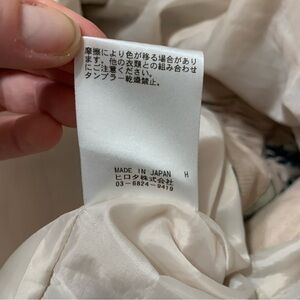 摩擦により色が移る場合があり
ます。他の衣類との組み合わせ
にご注意ください。
タンブラー乾燥禁止。
MADE IN JAPAN H
ヒロタ株式会社
03-6824-9419